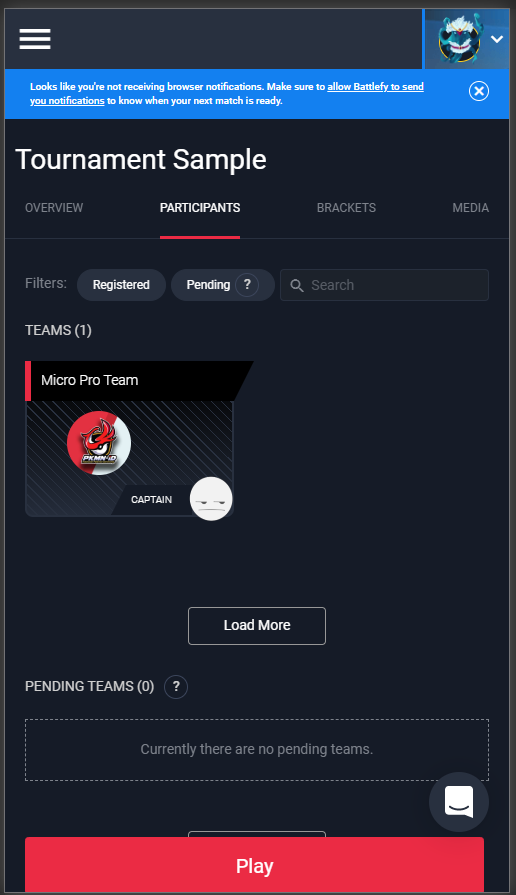 Looks like you're not receiving browser notifications. Make sure to allow Battlefy to send
you notifications to know when your next match is ready.
Tournament Sample
OVERVIEW
PARTICIPANTS
BRACKETS
MEDIA
Filters:
Registered
Pending
?
Search
TEAMS (1)
Micro Pro Team
PKMN
CAPTAIN
Load More
PENDING TEAMS (0)
?
Currently there are no pending teams.
Play